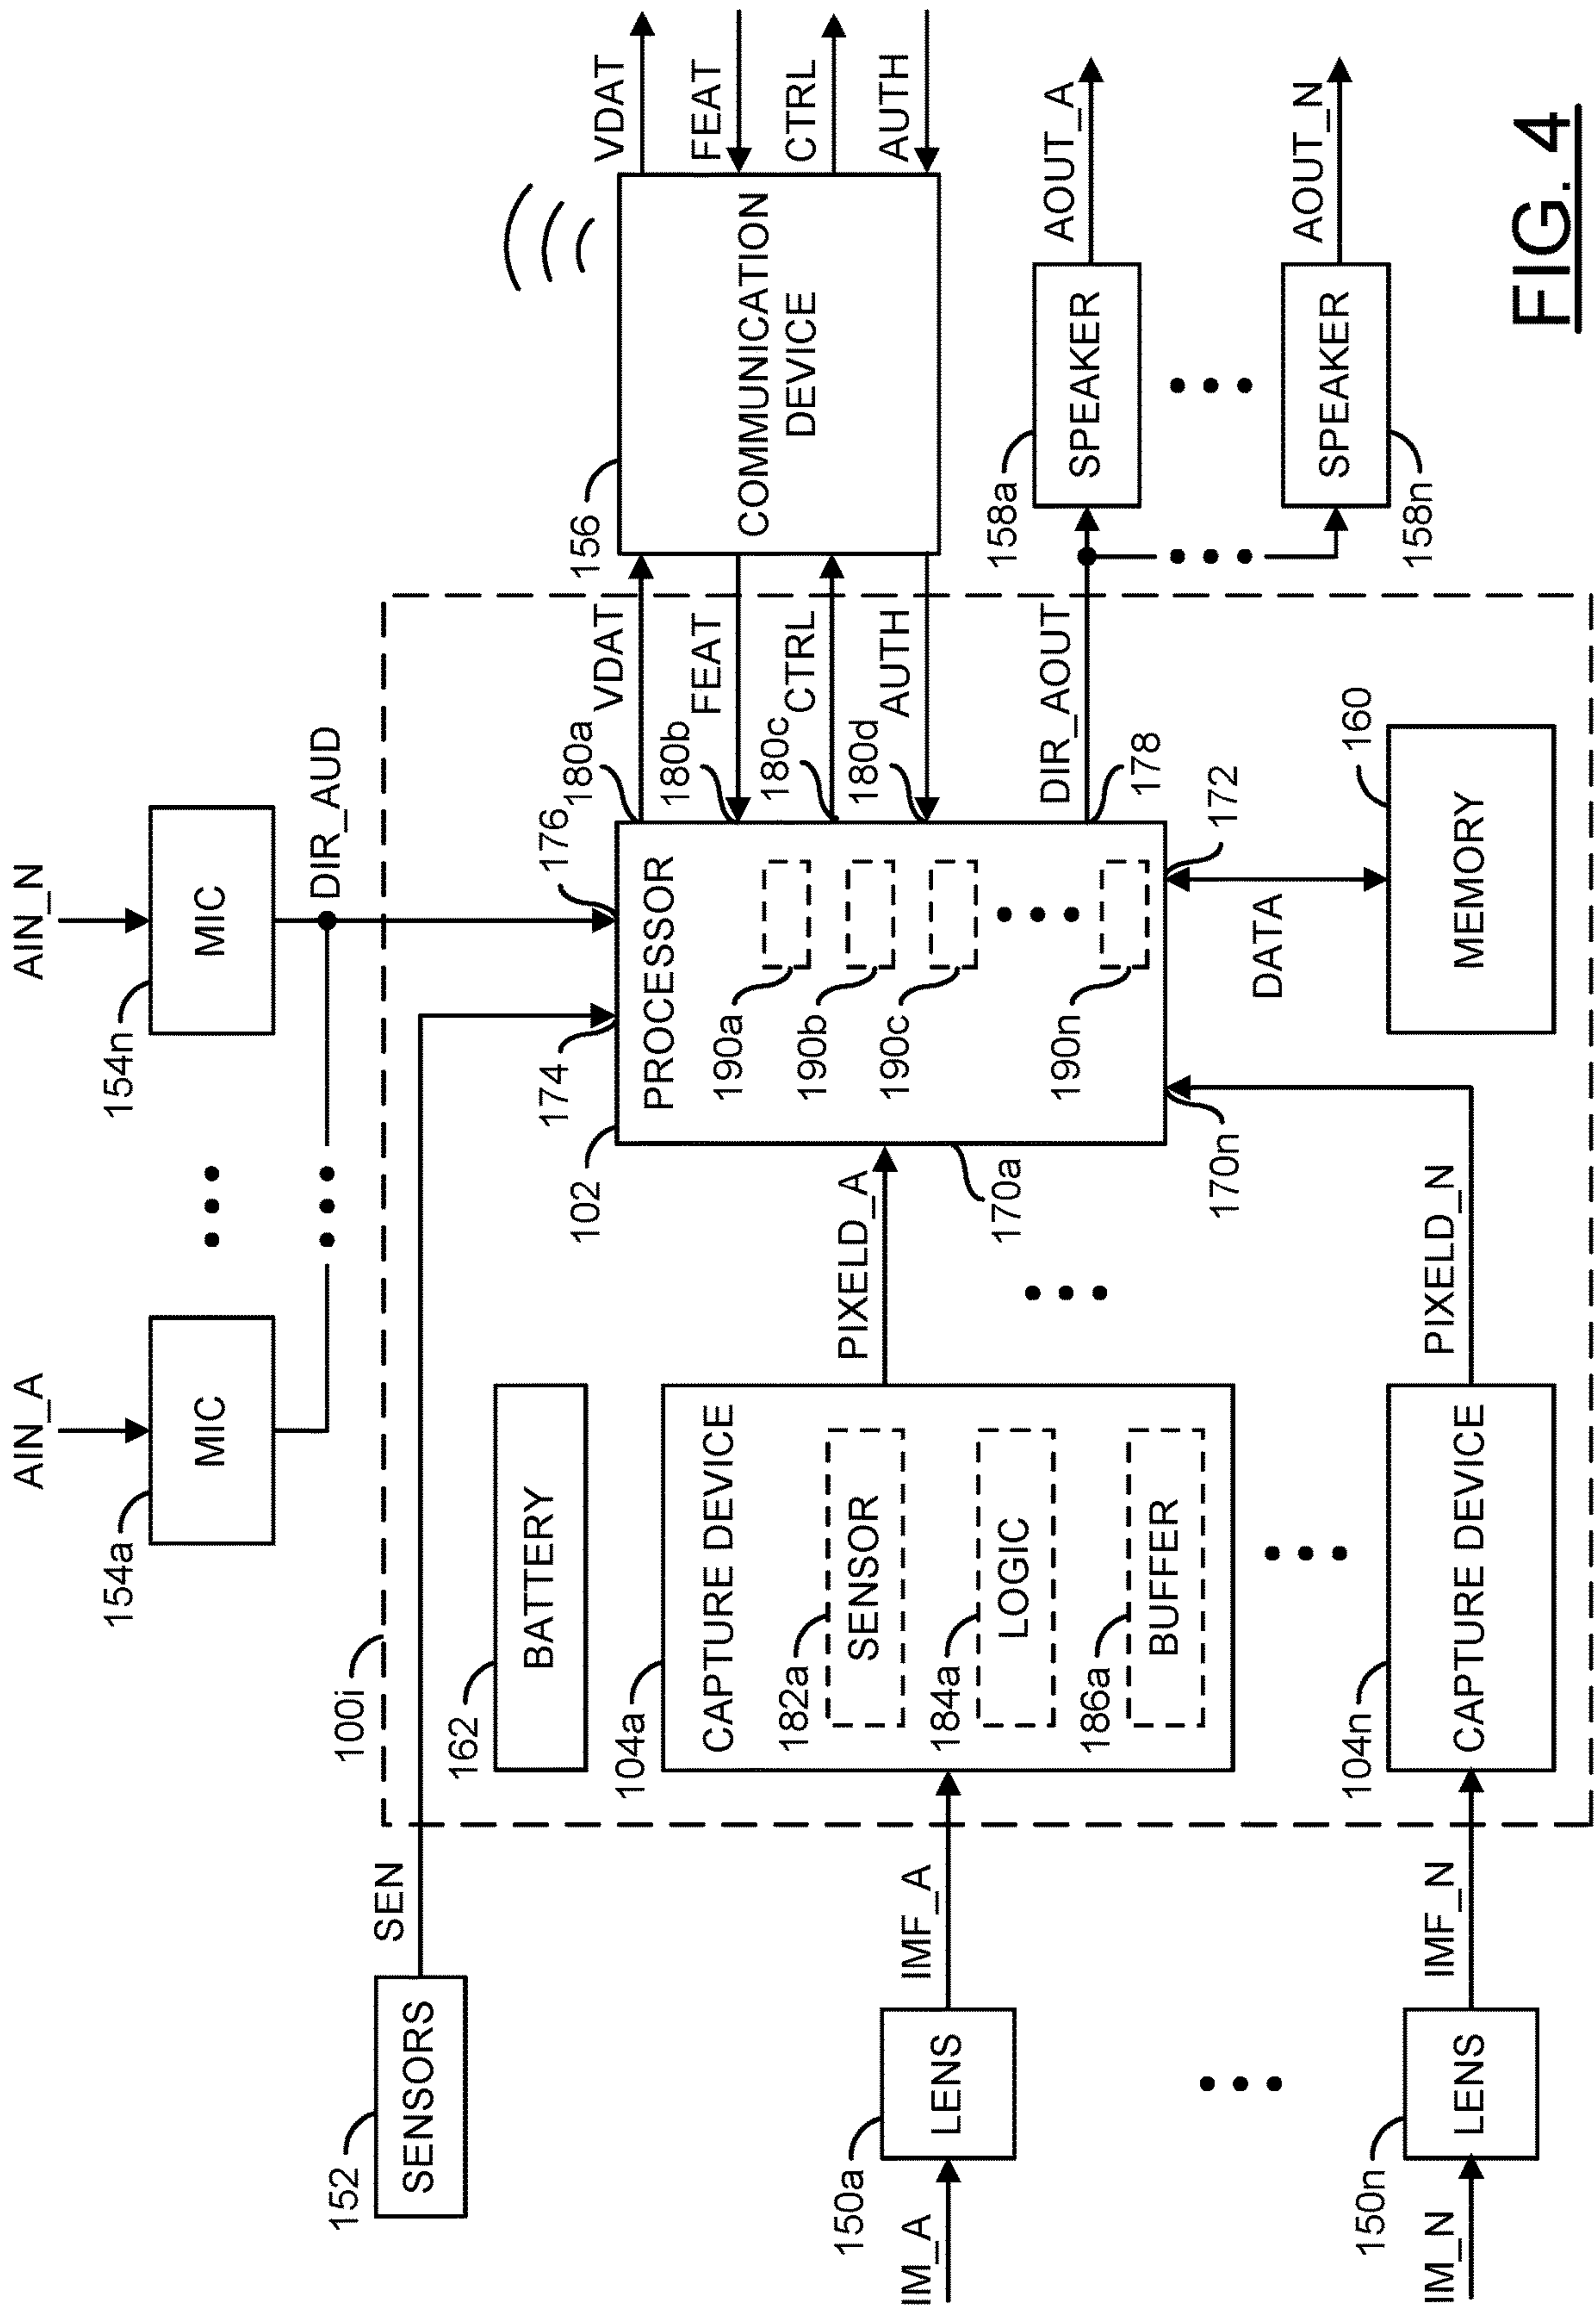 AIN_A
AIN_N
154a
MIC
154n
MIC
DIR_AUD
100i
152
SENSORS
SEN
162
BATTERY
174
176
102
PROCESSOR
190a
190b
190c
190n
180a
180b
180c
180d
178
172
170a
170n
VDAT
FEAT
CTRL
AUTH
DIR_AOUT
156
COMMUNICATION
DEVICE
VDAT
FEAT
CTRL
AUTH
158a
SPEAKER
AOUT_A
158n
SPEAKER
AOUT_N
IM_A
150a
LENS
IMF_A
104a
CAPTURE DEVICE
182a
SENSOR
184a
LOGIC
186a
BUFFER
PIXELD_A
IM_N
150n
LENS
IMF_N
104n
CAPTURE DEVICE
PIXELD_N
DATA
160
MEMORY
FIG. 4